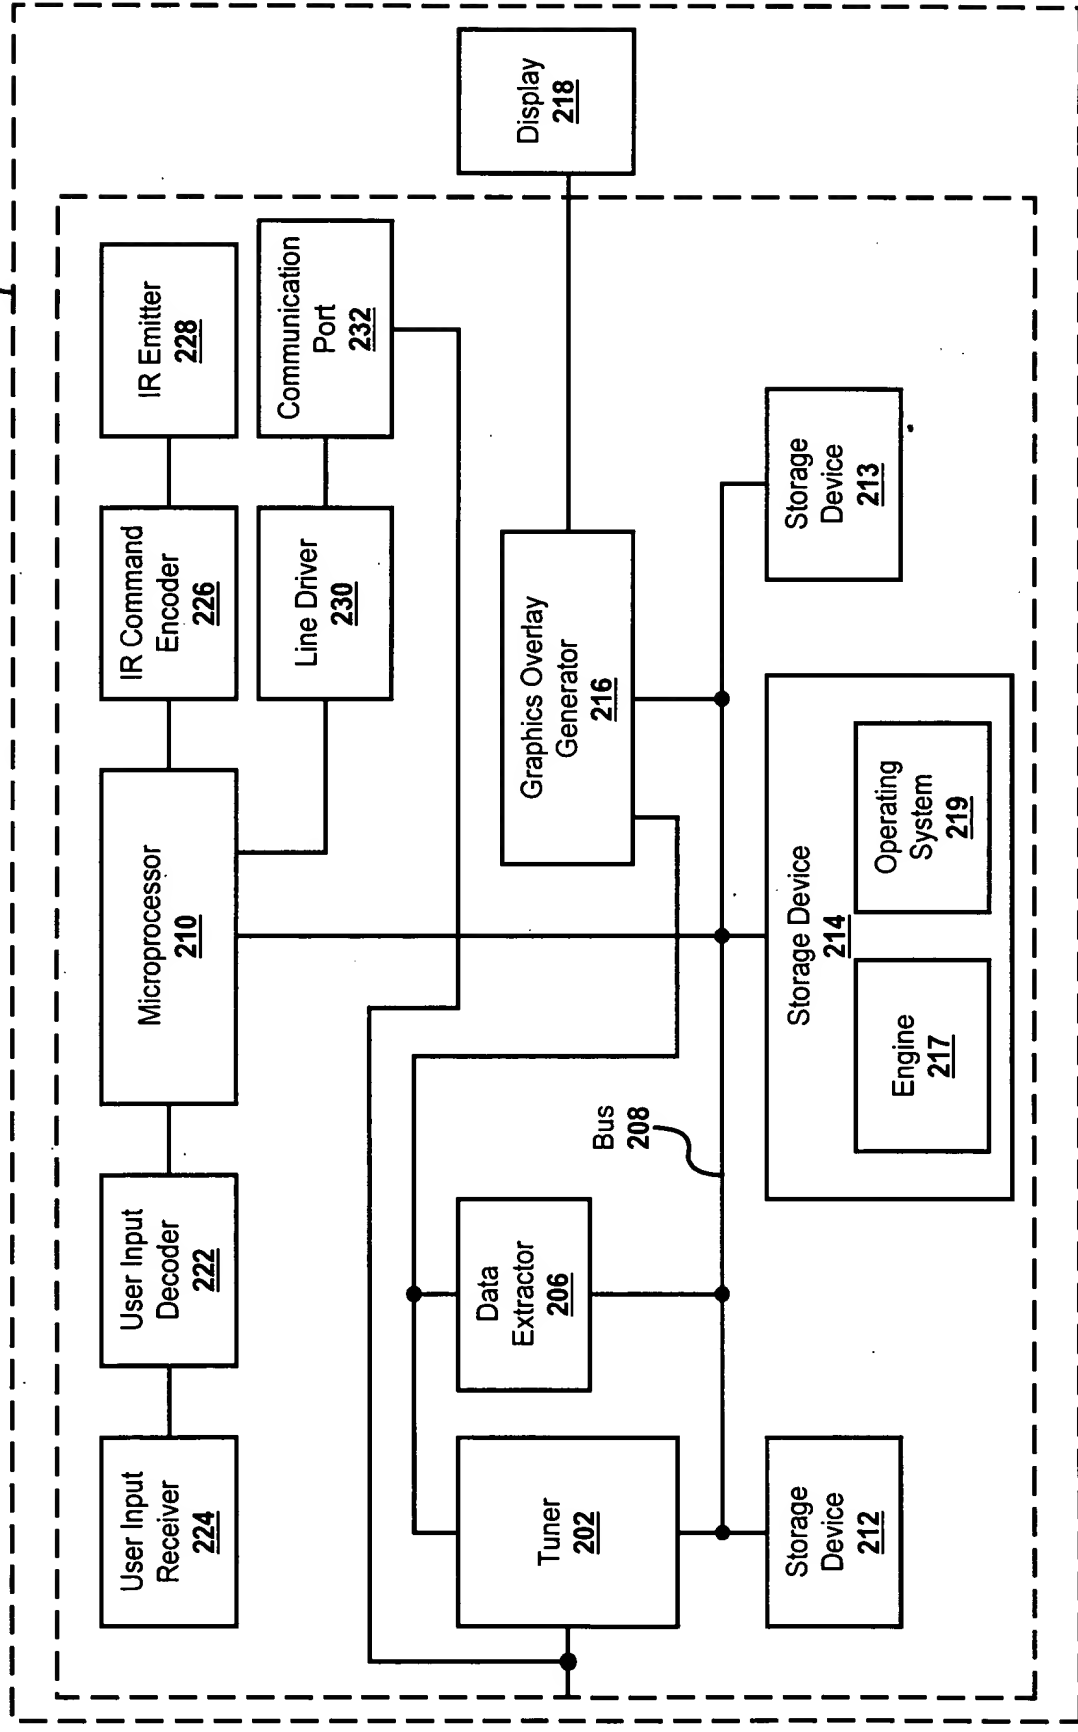 User Input
Receiver
224
User Input
Decoder
222
Microprocessor
210
IR Command
Encoder
226
IR Emitter
228
Line Driver
230
Communication
Port
232
Tuner
202
Data
Extractor
206
Bus
208
Graphics Overlay
Generator
216
Display
218
Storage
Device
212
Storage Device
214
Engine
217
Operating
System
219
Storage
Device
213